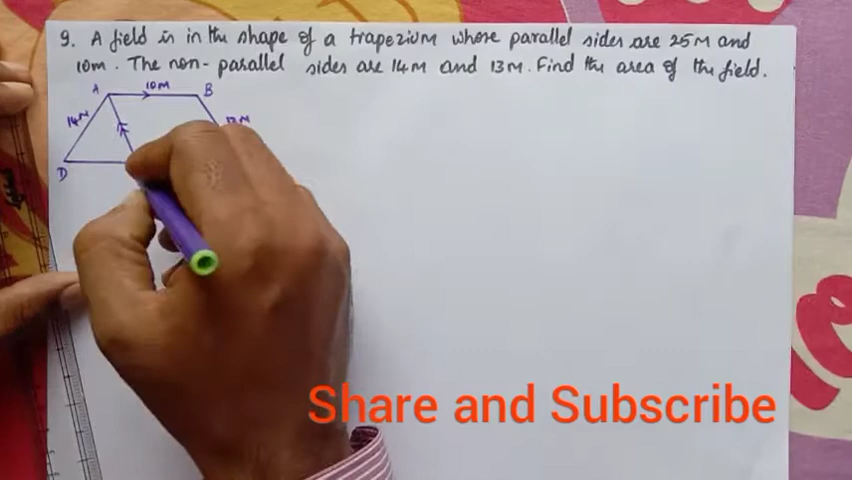 9. A field is in the shape of a trapezium whose parallel sides are 25M and
10m. The non-parallel sides are 14M and 13M. Find the area of the field.
A 10M B
14M 13M
D
Share and Subscribe